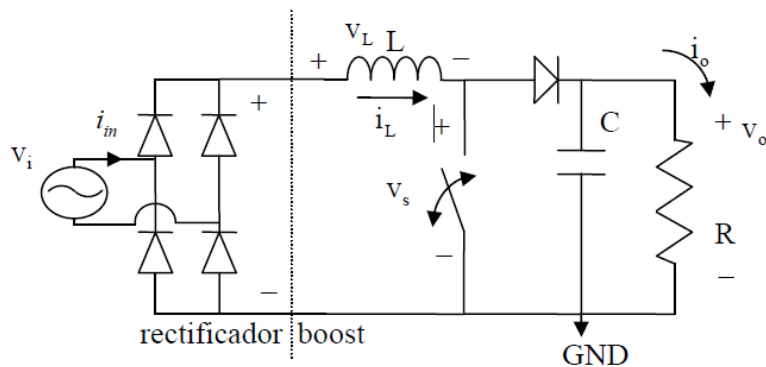 v_L L
+ −
i_o
+
i_in
i_L
+
C
+
v_o
v_i
v_s
R
−
−
−
rectificador boost
GND